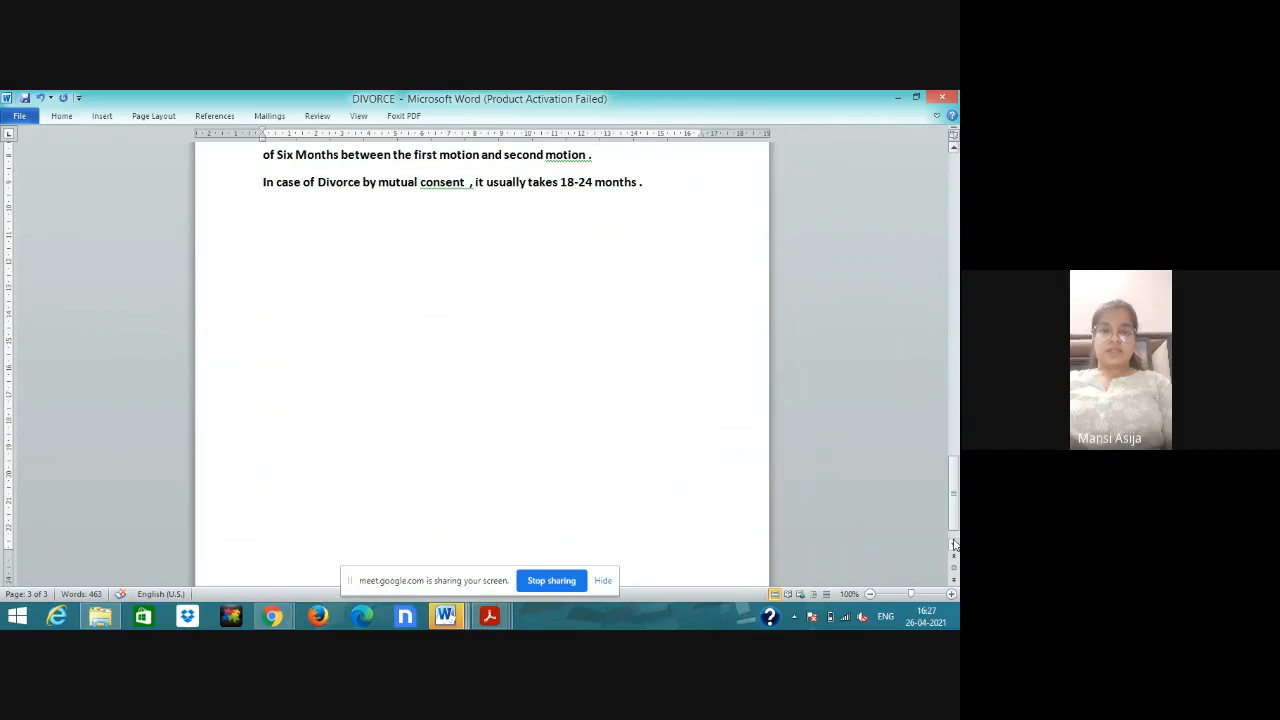 DIVORCE - Microsoft Word (Product Activation Failed)
File Home Insert Page Layout References Mailings Review View Foxit PDF
of Six Months between the first motion and second motion .
In case of Divorce by mutual consent , it usually takes 18-24 months .
Mansi Asija
meet.google.com is sharing your screen. Stop sharing Hide
Page: 3 of 3 Words: 463 English (U.S.) 100%
ENG 16:27
26-04-2021